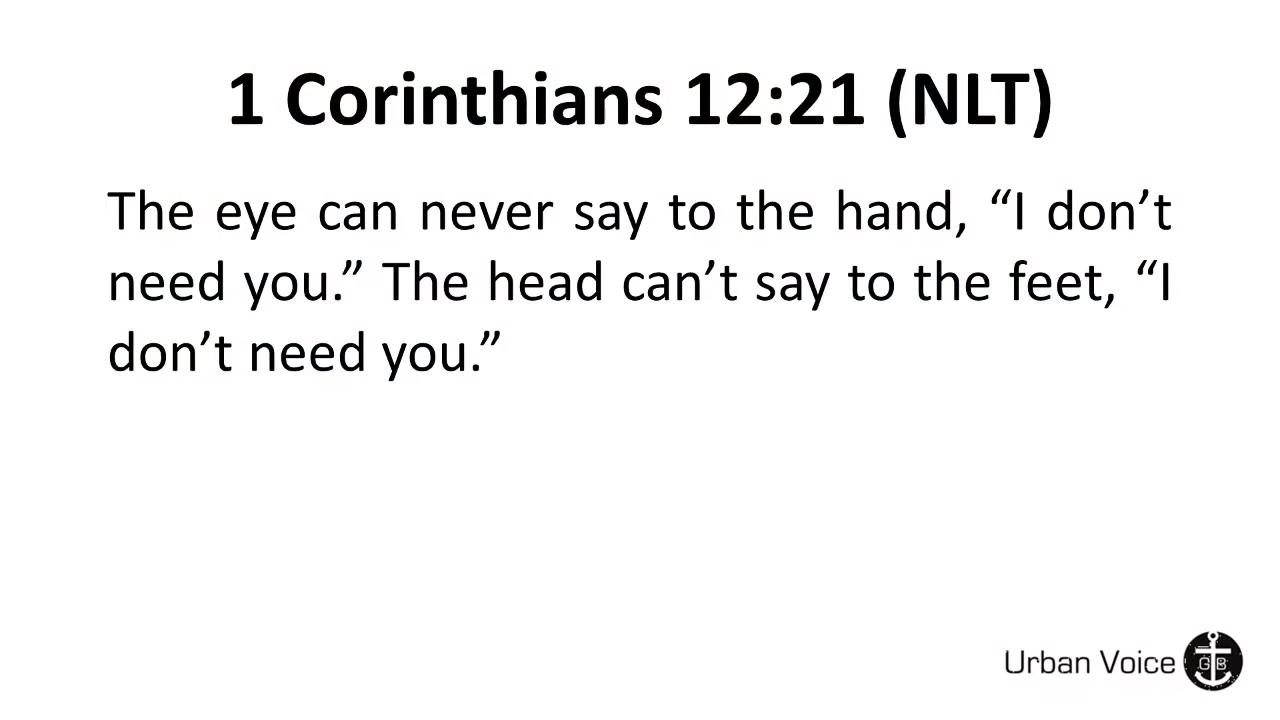 1 Corinthians 12:21 (NLT)
The eye can never say to the hand, “I don’t
need you.” The head can’t say to the feet, “I
don’t need you.”
Urban Voice
GB